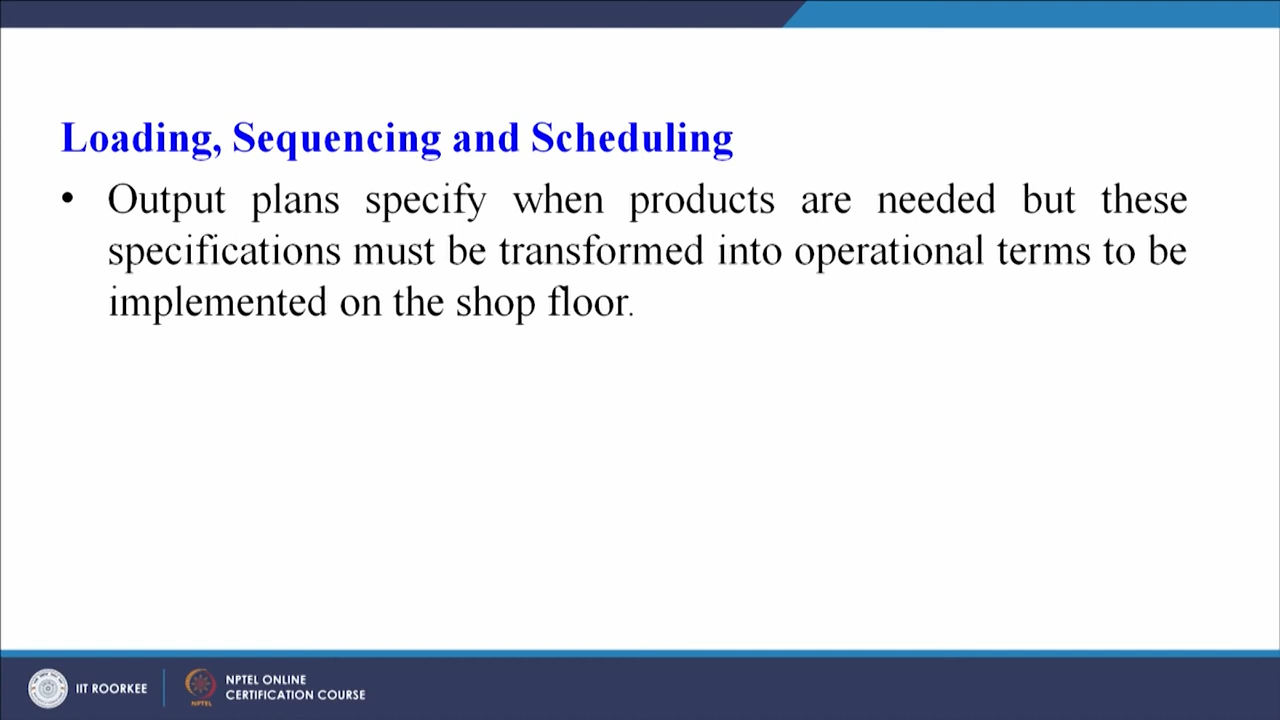 Loading, Sequencing and Scheduling
• Output plans specify when products are needed but these
specifications must be transformed into operational terms to be
implemented on the shop floor.
IIT ROORKEE
NPTEL
NPTEL ONLINE
CERTIFICATION COURSE